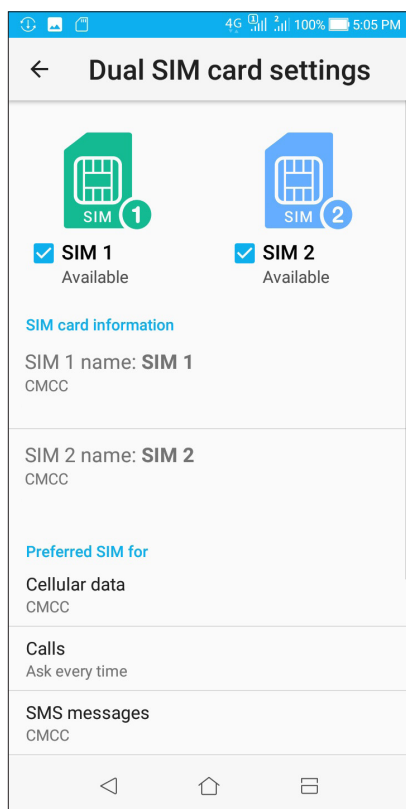 4G 1 2 100% 5:05 PM
Dual SIM card settings
SIM 1 SIM 2
SIM 1 SIM 2
Available Available
SIM card information
SIM 1 name: SIM 1
CMCC
SIM 2 name: SIM 2
CMCC
Preferred SIM for
Cellular data
CMCC
Calls
Ask every time
SMS messages
CMCC